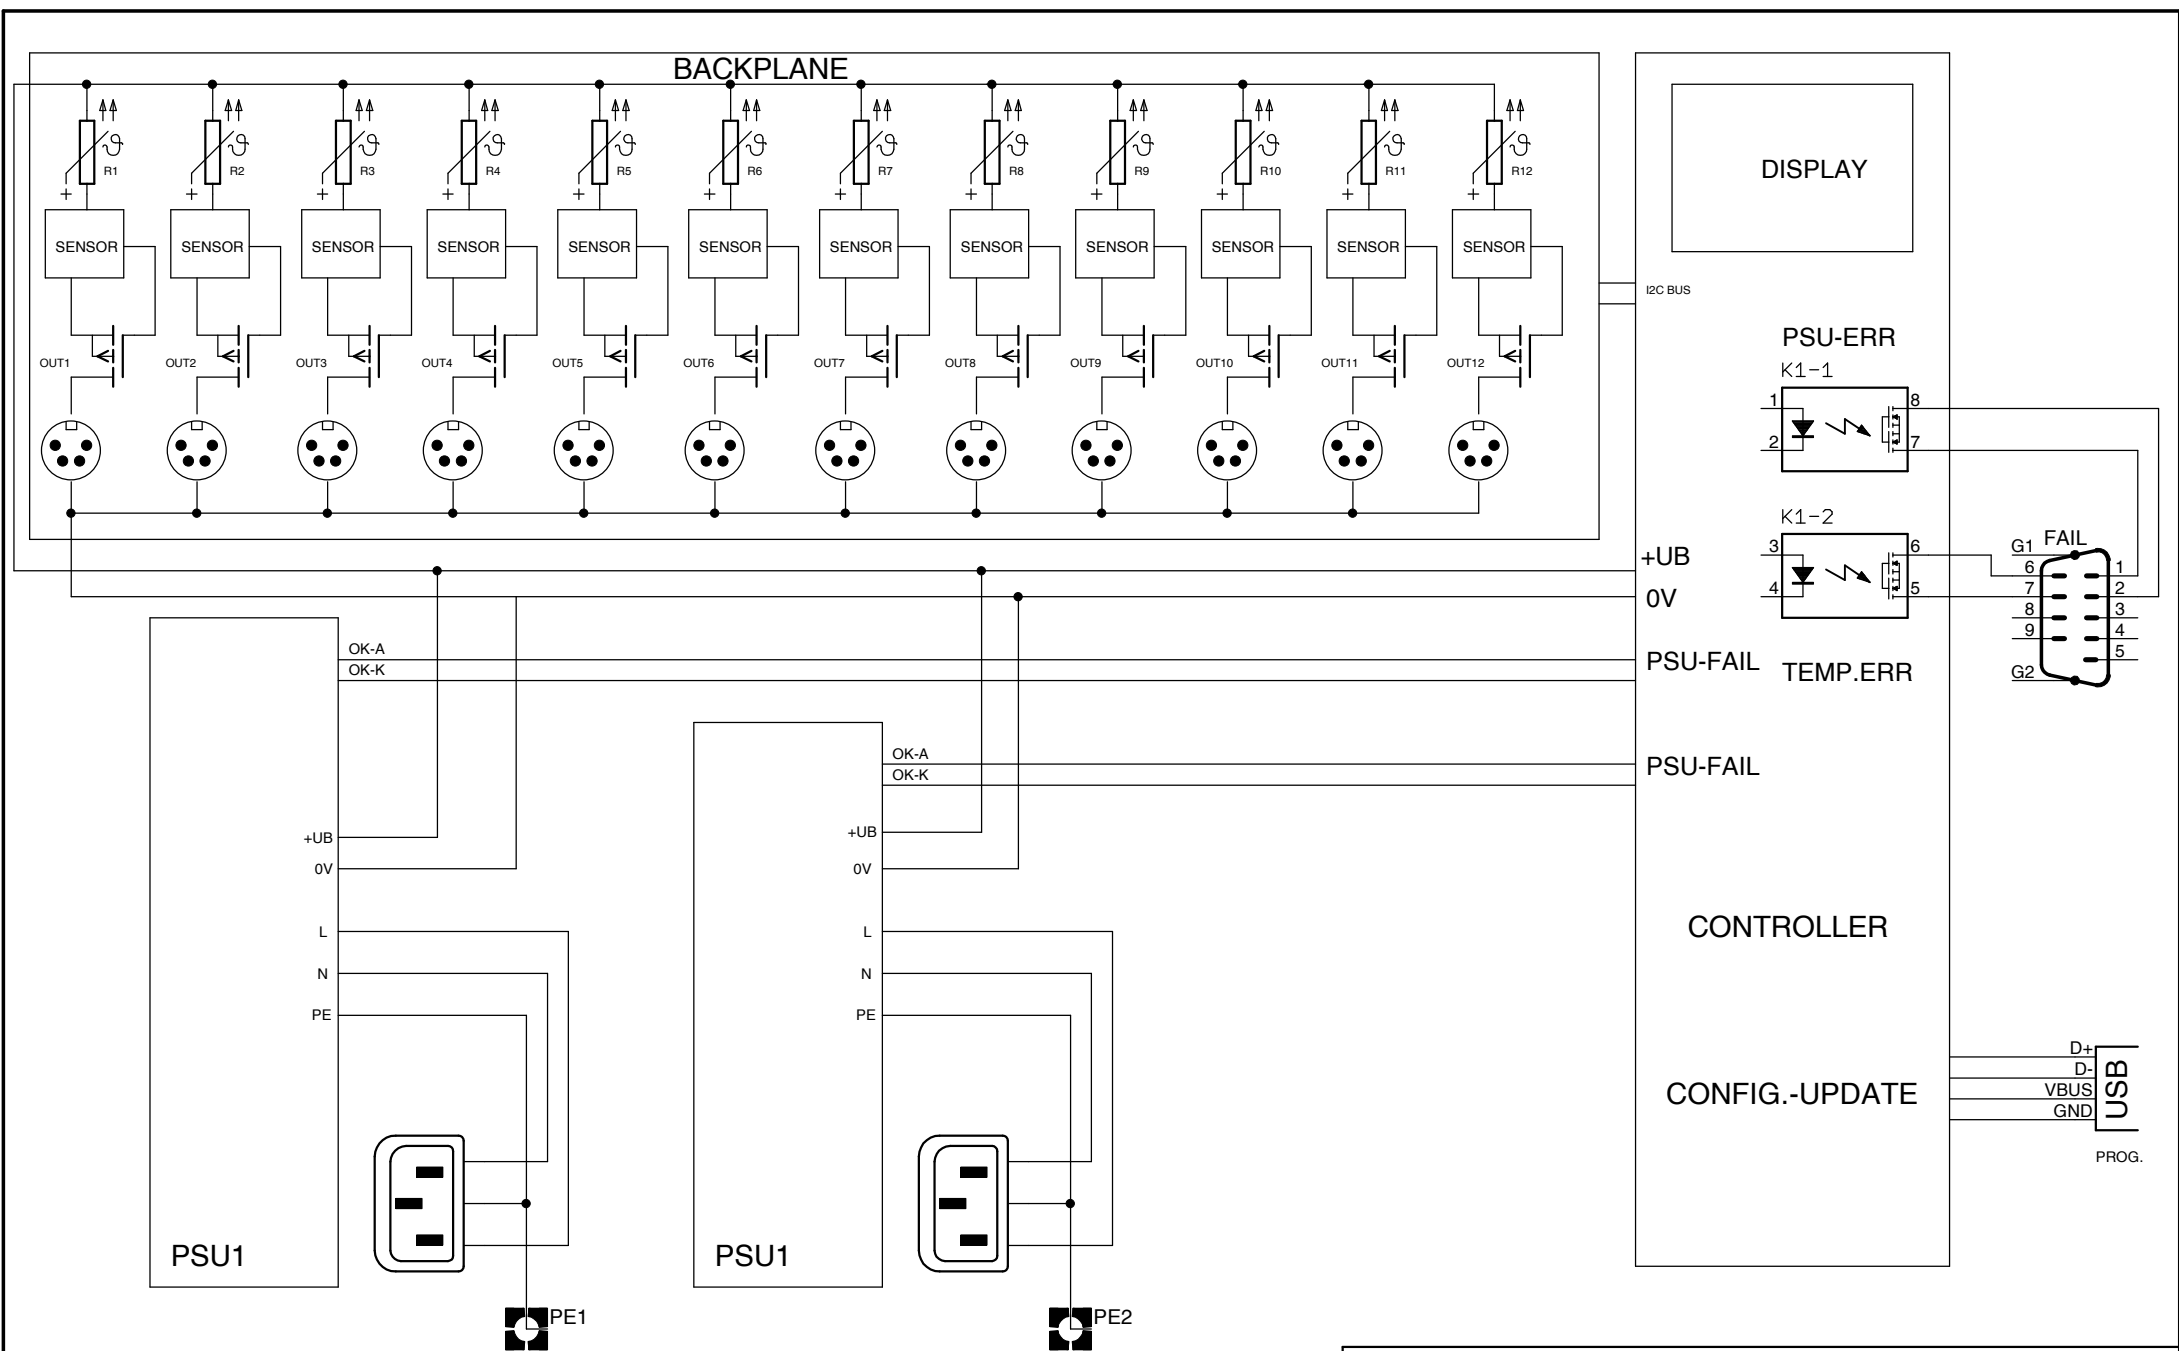 BACKPLANE
R1 R2 R3 R4 R5 R6 R7 R8 R9 R10 R11 R12
+ + + + + + + + + + + +
SENSOR SENSOR SENSOR SENSOR SENSOR SENSOR SENSOR SENSOR SENSOR SENSOR SENSOR SENSOR
OUT1 OUT2 OUT3 OUT4 OUT5 OUT6 OUT7 OUT8 OUT9 OUT10 OUT11 OUT12
DISPLAY
I2C BUS
PSU-ERR
K1-1
1 8
2 7
K1-2
3 6
4 5
+UB
0V
PSU-FAIL
TEMP.ERR
PSU-FAIL
CONTROLLER
CONFIG.-UPDATE
FAIL
G1
6 1
7 2
8 3
9 4
5
G2
D+
D-
VBUS
GND
USB
PROG.
OK-A
OK-K
+UB
0V
L
N
PE
PSU1
PE1
OK-A
OK-K
+UB
0V
L
N
PE
PSU1
PE2